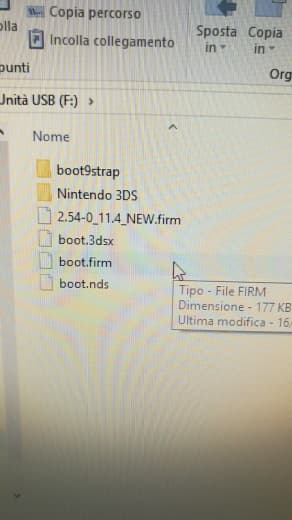 Copia percorso
olla
Incolla collegamento
Sposta
in
Copia
in
punti
Org
Unità USB (F:)
Nome
boot9strap
Nintendo 3DS
2.54-0_11.4_NEW.firm
boot.3dsx
boot.firm
boot.nds
Tipo - File FIRM
Dimensione - 177 KB
Ultima modifica - 16/